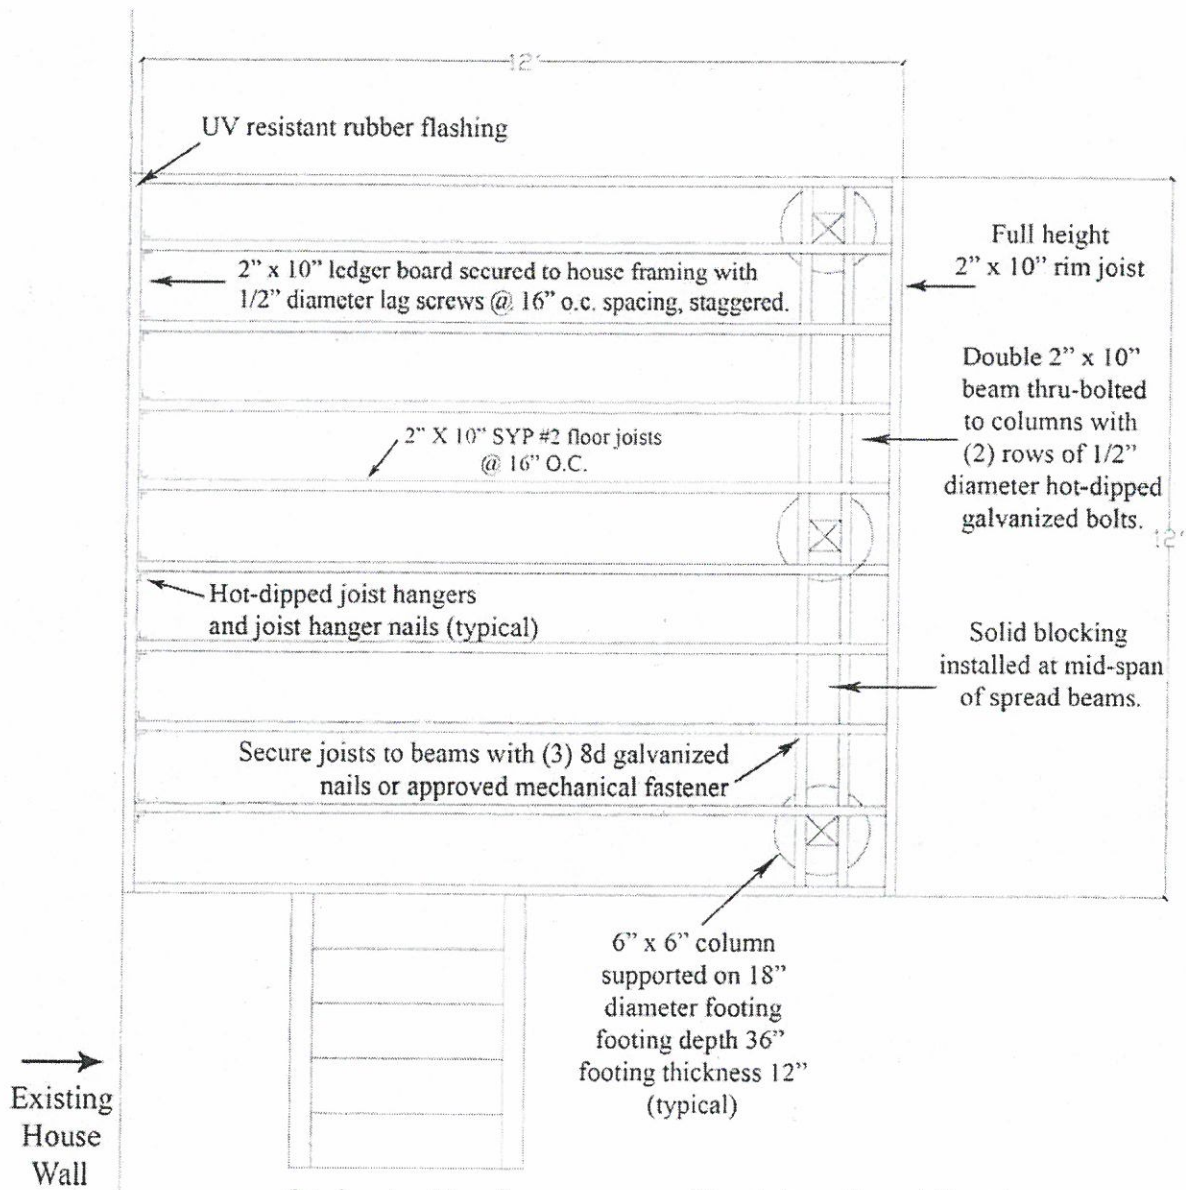 12'
UV resistant rubber flashing
Full height
2" x 10" rim joist
2" x 10" ledger board secured to house framing with
1/2" diameter lag screws @ 16" o.c. spacing, staggered.
Double 2" x 10"
beam thru-bolted
to columns with
(2) rows of 1/2"
diameter hot-dipped
galvanized bolts.
2" X 10" SYP #2 floor joists
@ 16" O.C.
12'
Hot-dipped joist hangers
and joist hanger nails (typical)
Solid blocking
installed at mid-span
of spread beams.
Secure joists to beams with (3) 8d galvanized
nails or approved mechanical fastener
6" x 6" column
supported on 18"
diameter footing
footing depth 36"
footing thickness 12"
(typical)
Existing
House
Wall